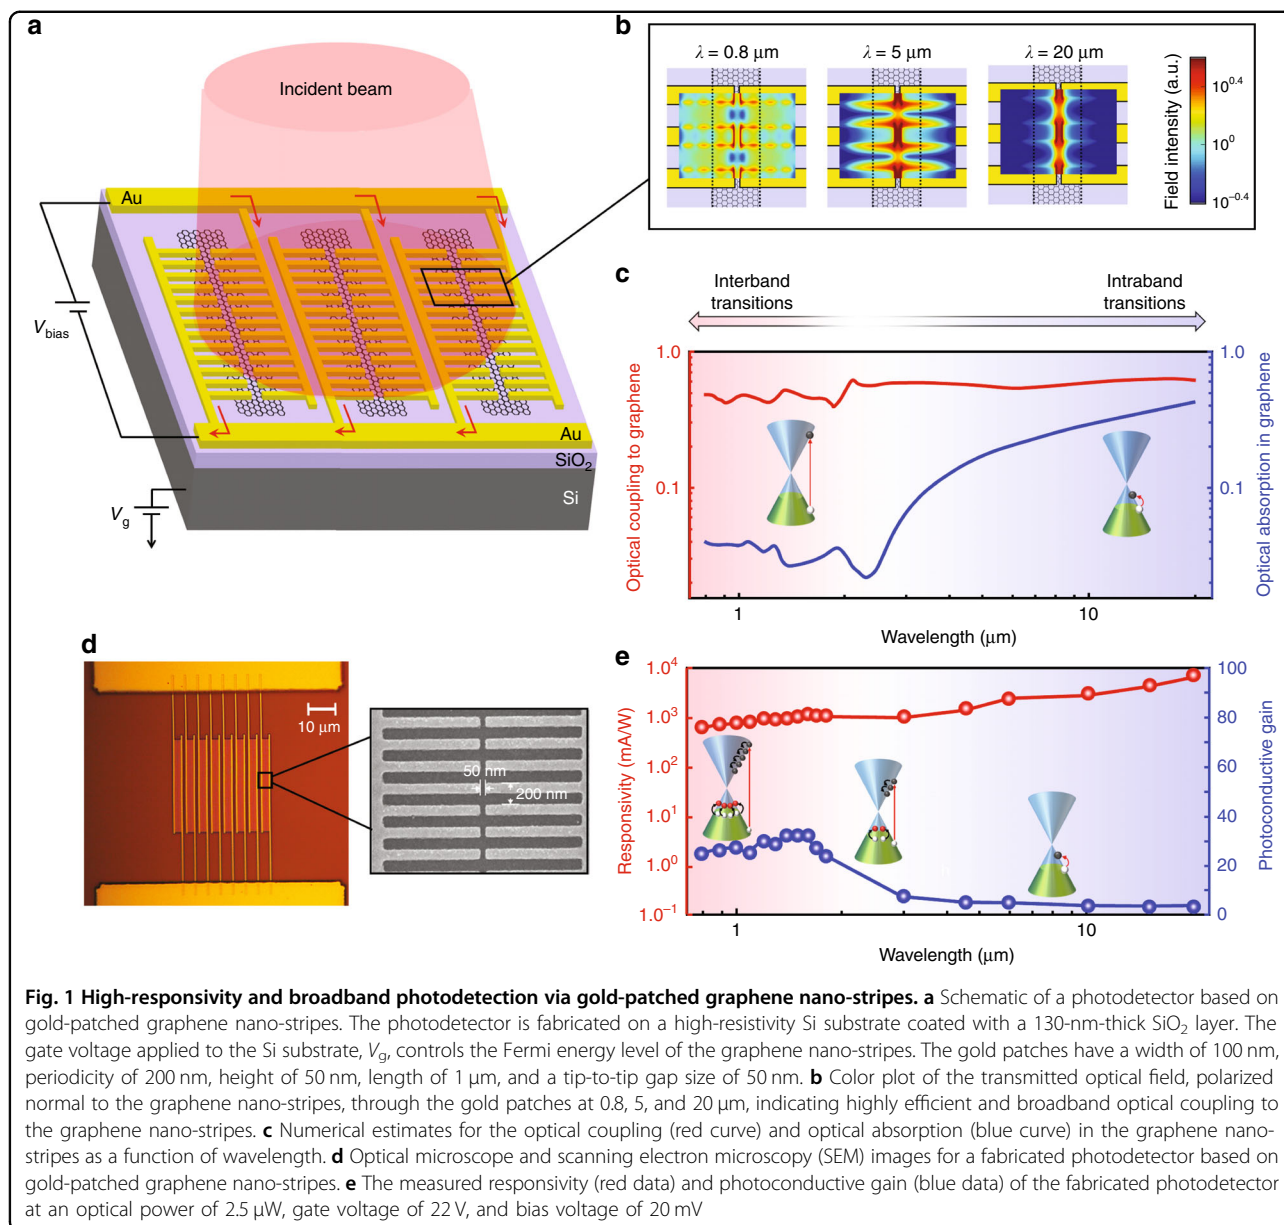 a
Incident beam
Au
V_bias
Au
SiO₂
Si
V_g
b
λ = 0.8 µm
λ = 5 µm
λ = 20 µm
Field intensity (a.u.)
10^0.4
10^0
10^−0.4
c
Interband transitions
Intraband transitions
Optical coupling to graphene
1.0
0.1
Optical absorption in graphene
1.0
0.1
1
10
Wavelength (µm)
d
10 µm
50 nm
200 nm
e
Responsivity (mA/W)
1.0⁴
1.0³
10²
10¹
1.0⁰
10⁻¹
Photoconductive gain
100
80
60
40
20
0
1
10
Wavelength (µm)
Fig. 1 High-responsivity and broadband photodetection via gold-patched graphene nano-stripes. a Schematic of a photodetector based on
gold-patched graphene nano-stripes. The photodetector is fabricated on a high-resistivity Si substrate coated with a 130-nm-thick SiO₂ layer. The
gate voltage applied to the Si substrate, V_g, controls the Fermi energy level of the graphene nano-stripes. The gold patches have a width of 100 nm,
periodicity of 200 nm, height of 50 nm, length of 1 µm, and a tip-to-tip gap size of 50 nm. b Color plot of the transmitted optical field, polarized
normal to the graphene nano-stripes, through the gold patches at 0.8, 5, and 20 µm, indicating highly efficient and broadband optical coupling to
the graphene nano-stripes. c Numerical estimates for the optical coupling (red curve) and optical absorption (blue curve) in the graphene nano-
stripes as a function of wavelength. d Optical microscope and scanning electron microscopy (SEM) images for a fabricated photodetector based on
gold-patched graphene nano-stripes. e The measured responsivity (red data) and photoconductive gain (blue data) of the fabricated photodetector
at an optical power of 2.5 µW, gate voltage of 22 V, and bias voltage of 20 mV